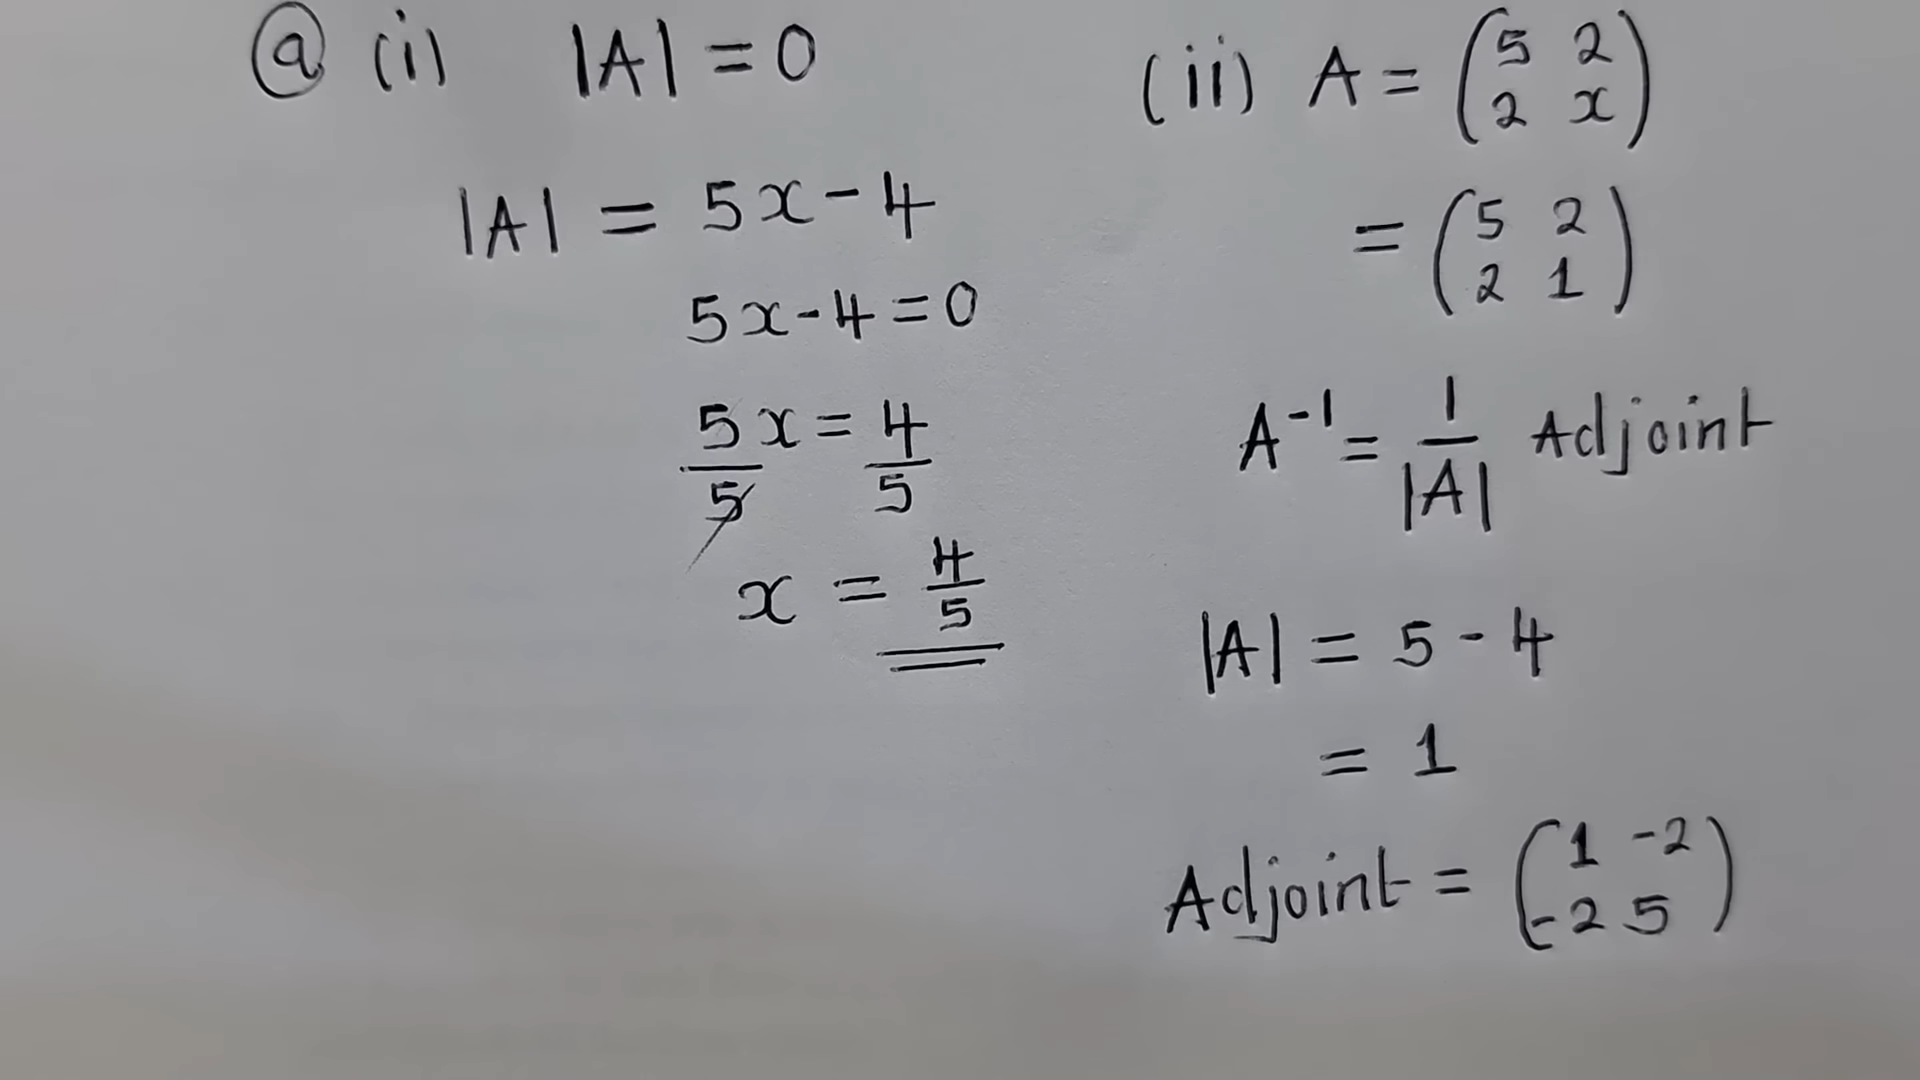 ⓐ (i) |A| = 0
|A| = 5x - 4
5x - 4 = 0
5x/5 = 4/5
x = 4/5
(ii) A = (5 2
2 x)
= (5 2
2 1)
A⁻¹ = 1/|A| Adjoint
|A| = 5 - 4
= 1
Adjoint = (1 -2
-2 5)